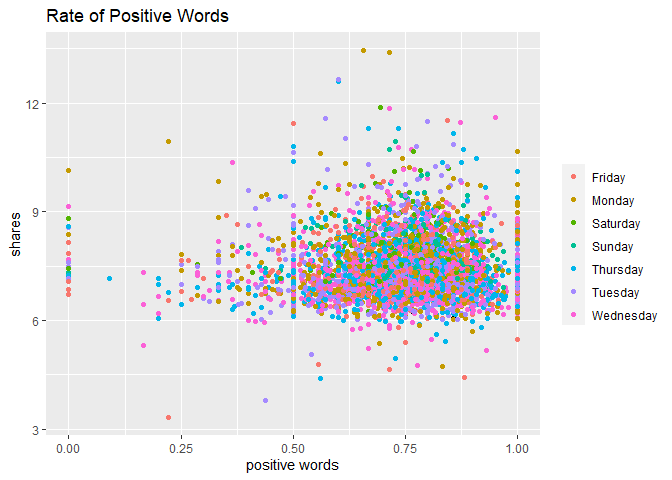 Rate of Positive Words
shares
12
9
6
3
0.00 0.25 0.50 0.75 1.00
positive words
Friday
Monday
Saturday
Sunday
Thursday
Tuesday
Wednesday